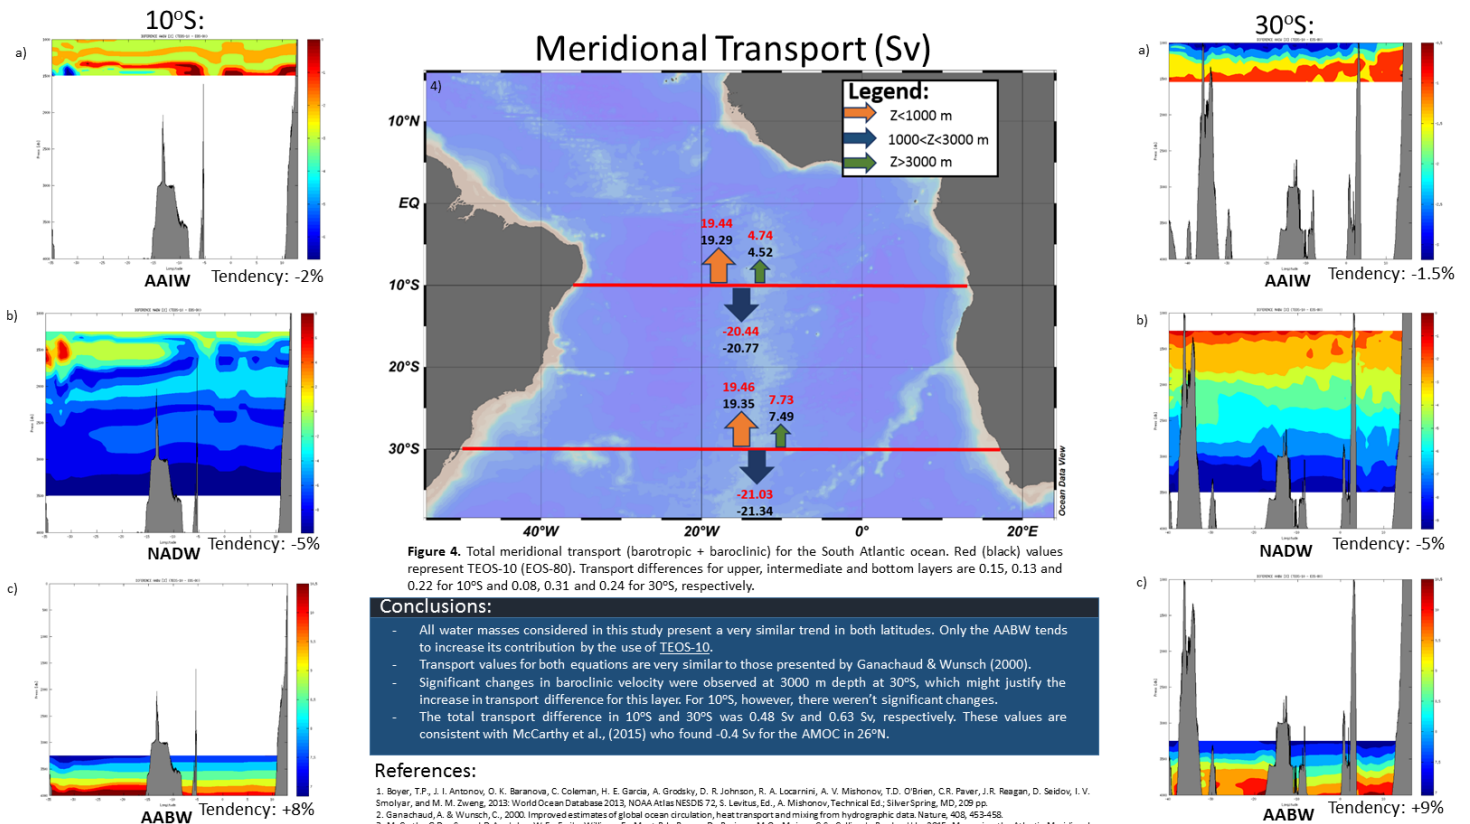 10°S:
a)
AAIW
Tendency: -2%
b)
NADW
Tendency: -5%
c)
AABW
Tendency: +8%
Meridional Transport (Sv)
4)
Legend:
Z<1000 m
1000<Z<3000 m
Z>3000 m
10°N
EQ
10°S
20°S
30°S
19.44
19.29
4.74
4.52
-20.44
-20.77
19.46
19.35
7.73
7.49
-21.03
-21.34
40°W
20°W
0°
20°E
Ocean Data View
Figure 4. Total meridional transport (barotropic + baroclinic) for the South Atlantic ocean. Red (black) values
represent TEOS-10 (EOS-80). Transport differences for upper, intermediate and bottom layers are 0.15, 0.13 and
0.22 for 10°S and 0.08, 0.31 and 0.24 for 30°S, respectively.
Conclusions:
- All water masses considered in this study present a very similar trend in both latitudes. Only the AABW tends
to increase its contribution by the use of TEOS-10.
- Transport values for both equations are very similar to those presented by Ganachaud & Wunsch (2000).
- Significant changes in baroclinic velocity were observed at 3000 m depth at 30°S, which might justify the
increase in transport difference for this layer. For 10°S, however, there weren't significant changes.
- The total transport difference in 10°S and 30°S was 0.48 Sv and 0.63 Sv, respectively. These values are
consistent with McCarthy et al., (2015) who found -0.4 Sv for the AMOC in 26°N.
References:
1. Boyer, T.P., J. I. Antonov, O. K. Baranova, C. Coleman, H. E. Garcia, A. Grodsky, D. R. Johnson, R. A. Locarnini, A. V. Mishonov, T.D. O'Brien, C.R. Paver, J.R. Reagan, D. Seidov, I. V.
Smolyar, and M. M. Zweng, 2013: World Ocean Database 2013, NOAA Atlas NESDIS 72, S. Levitus, Ed., A. Mishonov, Technical Ed.; Silver Spring, MD, 209 pp.
2. Ganachaud, A. & Wunsch, C., 2000. Improved estimates of global ocean circulation, heat transport and mixing from hydrographic data. Nature, 408, 453-458.
30°S:
a)
AAIW
Tendency: -1.5%
b)
NADW
Tendency: -5%
c)
AABW
Tendency: +9%